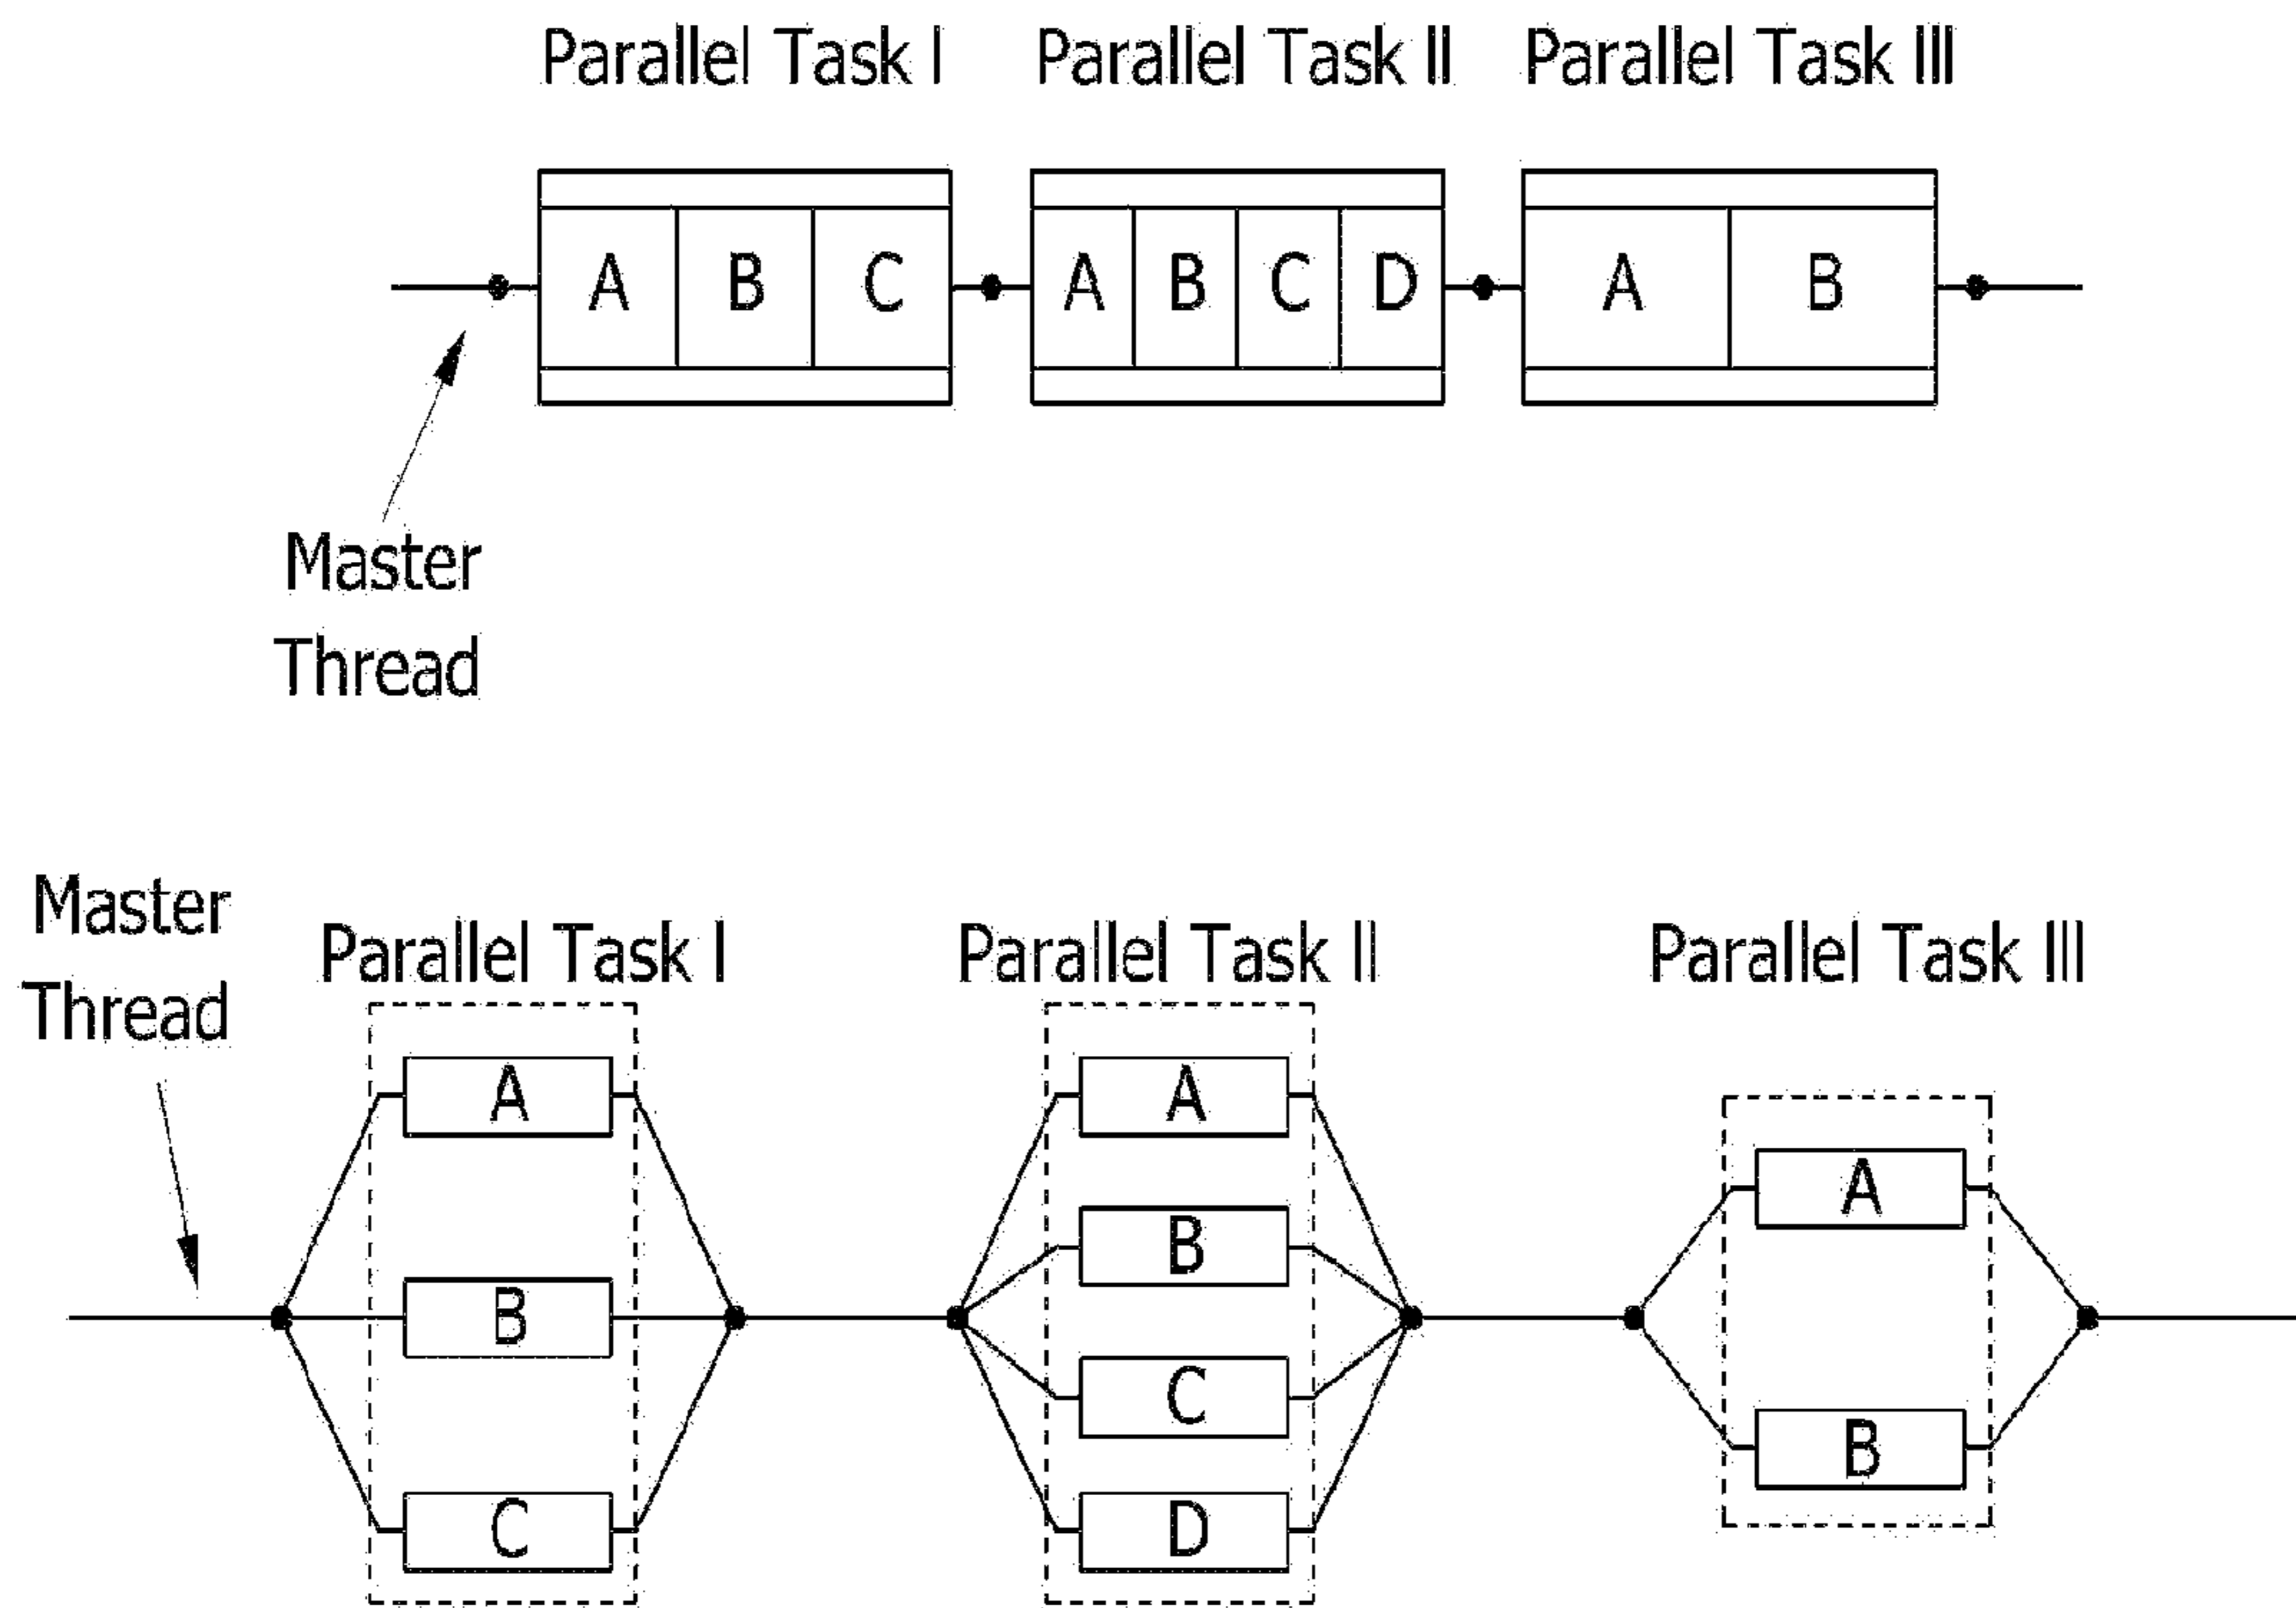 Parallel Task I Parallel Task II Parallel Task III
A B C A B C D A B
Master
Thread
Master
Thread
Parallel Task I Parallel Task II Parallel Task III
A A
A
B B
B
C C
B
D